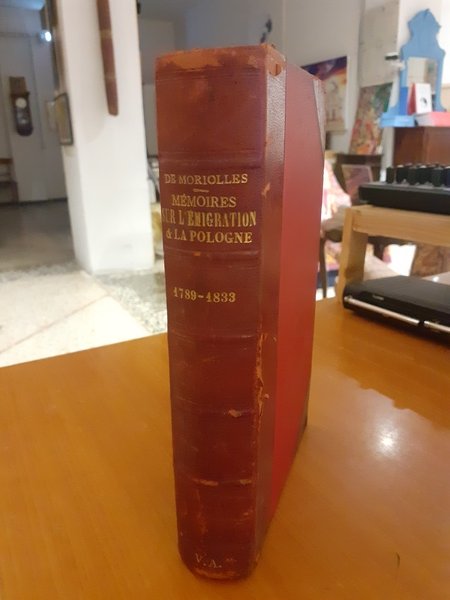 DE MORIOLLES
MÉMOIRES
SUR L'ÉMIGRATION
& LA POLOGNE
1789-1833
V.A.